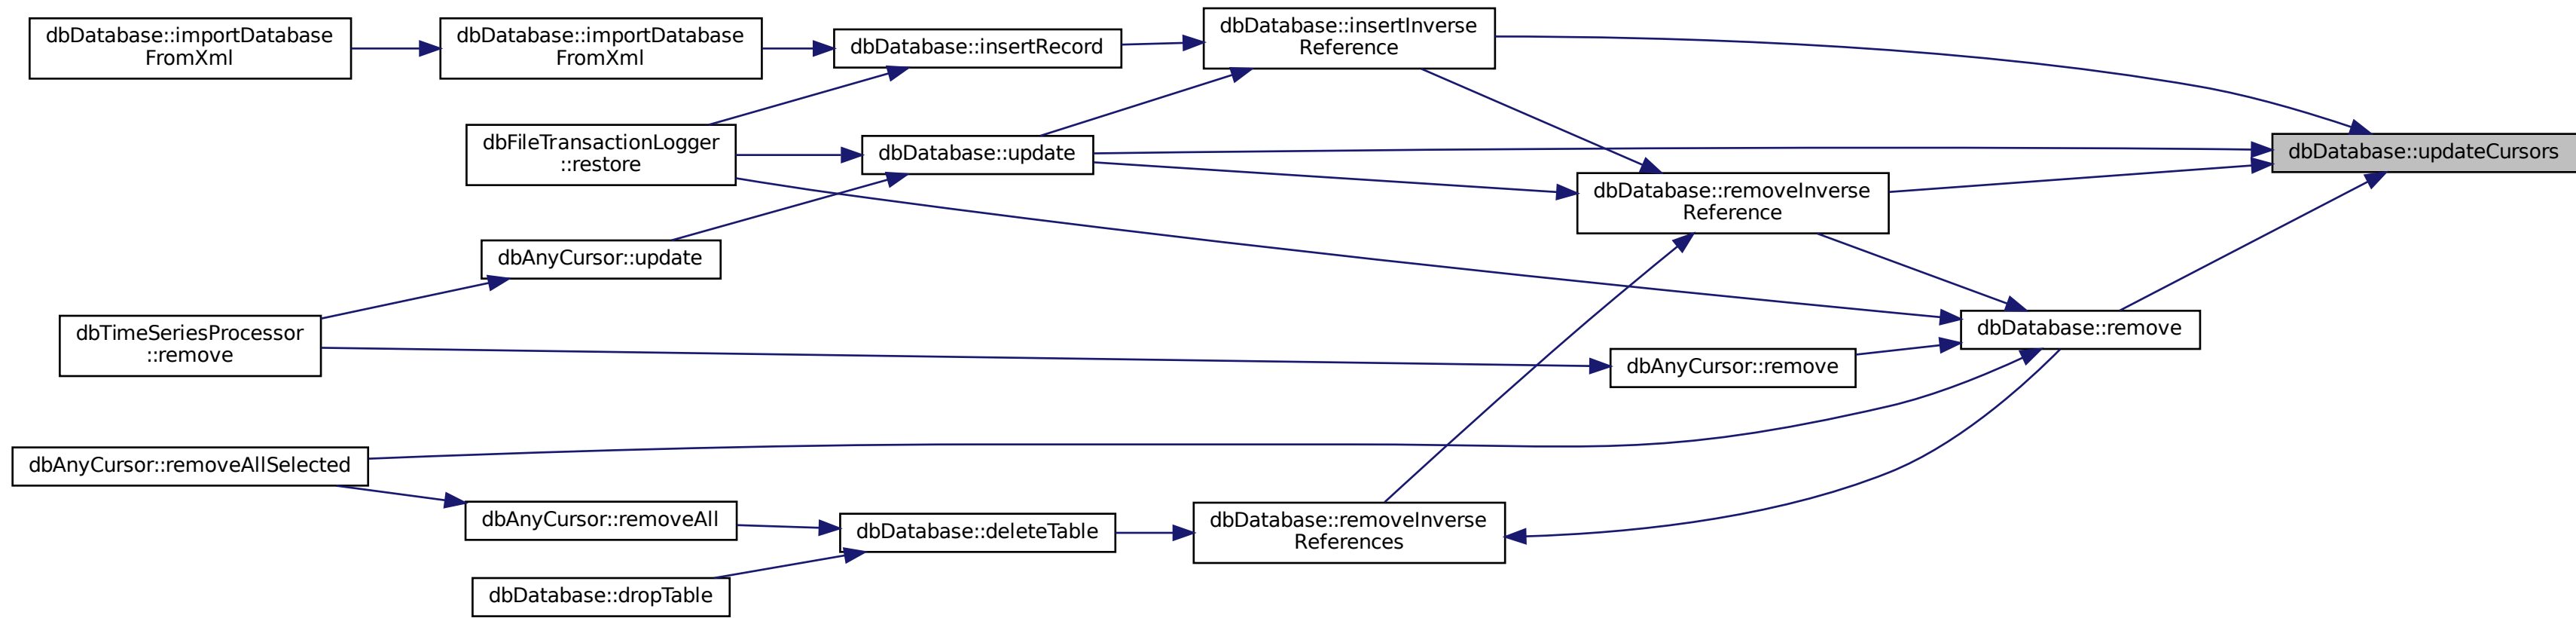 dbDatabase::importDatabase
FromXml
dbDatabase::importDatabase
FromXml
dbDatabase::insertRecord
dbDatabase::insertInverse
Reference
dbFileTransactionLogger
::restore
dbDatabase::update
dbDatabase::updateCursors
dbDatabase::removeInverse
Reference
dbAnyCursor::update
dbTimeSeriesProcessor
::remove
dbDatabase::remove
dbAnyCursor::remove
dbAnyCursor::removeAllSelected
dbAnyCursor::removeAll
dbDatabase::deleteTable
dbDatabase::removeInverse
References
dbDatabase::dropTable